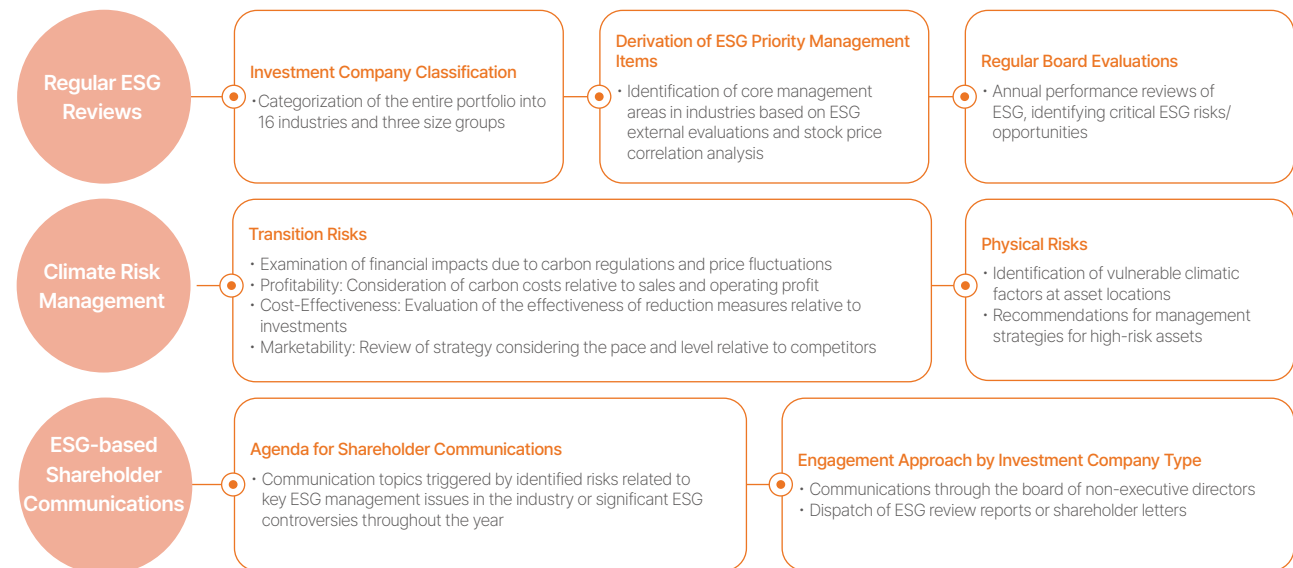 Regular ESG
Reviews
Investment Company Classification
・Categorization of the entire portfolio into
16 industries and three size groups
Derivation of ESG Priority Management
Items
・Identification of core management
areas in industries based on ESG
external evaluations and stock price
correlation analysis
Regular Board Evaluations
・Annual performance reviews of
ESG, identifying critical ESG risks/
opportunities
Climate Risk
Management
Transition Risks
・Examination of financial impacts due to carbon regulations and price fluctuations
・Profitability: Consideration of carbon costs relative to sales and operating profit
・Cost-Effectiveness: Evaluation of the effectiveness of reduction measures relative to
investments
・Marketability: Review of strategy considering the pace and level relative to competitors
Physical Risks
・Identification of vulnerable climatic
factors at asset locations
・Recommendations for management
strategies for high-risk assets
ESG-based
Shareholder
Communications
Agenda for Shareholder Communications
・Communication topics triggered by identified risks related to
key ESG management issues in the industry or significant ESG
controversies throughout the year
Engagement Approach by Investment Company Type
・Communications through the board of non-executive directors
・Dispatch of ESG review reports or shareholder letters